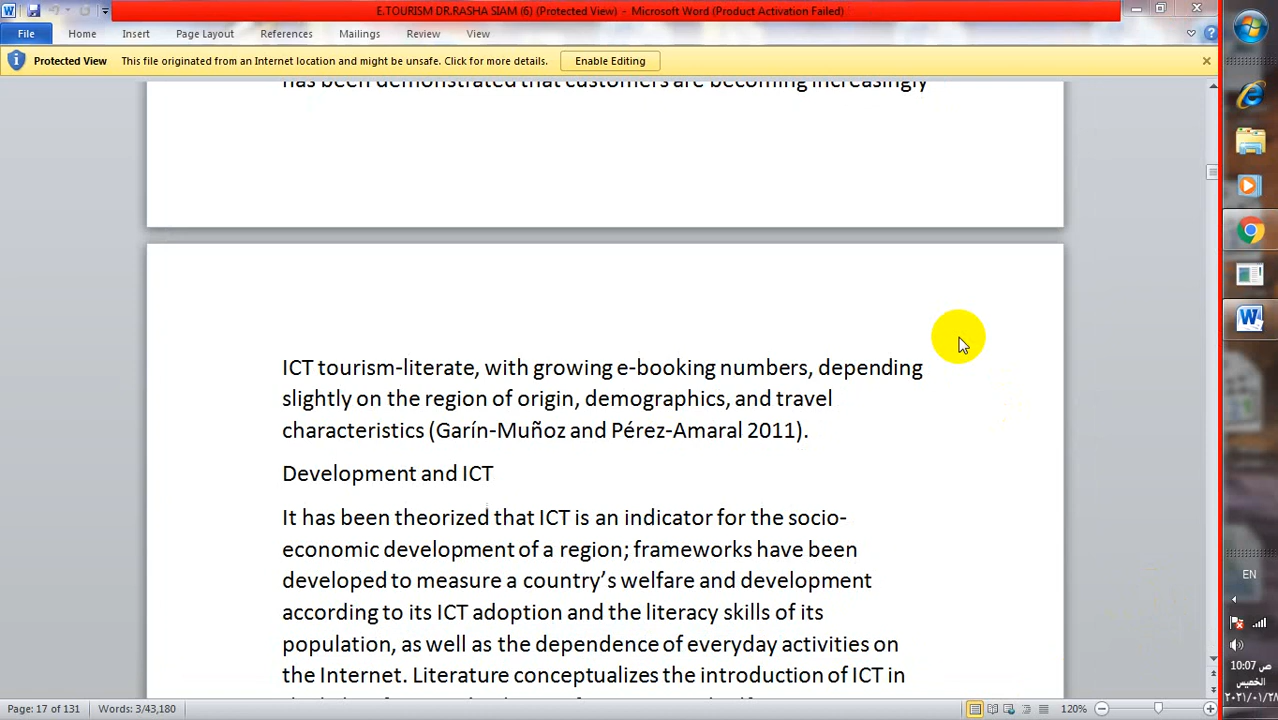 E.TOURISM DR.RASHA SIAM (6) (Protected View) - Microsoft Word (Product Activation Failed)
File Home Insert Page Layout References Mailings Review View
Protected View This file originated from an Internet location and might be unsafe. Click for more details. Enable Editing
has been demonstrated that customers are becoming increasingly
ICT tourism-literate, with growing e-booking numbers, depending
slightly on the region of origin, demographics, and travel
characteristics (Garín-Muñoz and Pérez-Amaral 2011).
Development and ICT
It has been theorized that ICT is an indicator for the socio-
economic development of a region; frameworks have been
developed to measure a country’s welfare and development
according to its ICT adoption and the literacy skills of its
population, as well as the dependence of everyday activities on
the Internet. Literature conceptualizes the introduction of ICT in
EN
10:07 ص
الخميس
٢٠٢١/٠١/٢٨
Page: 17 of 131 Words: 3/43,180 120%